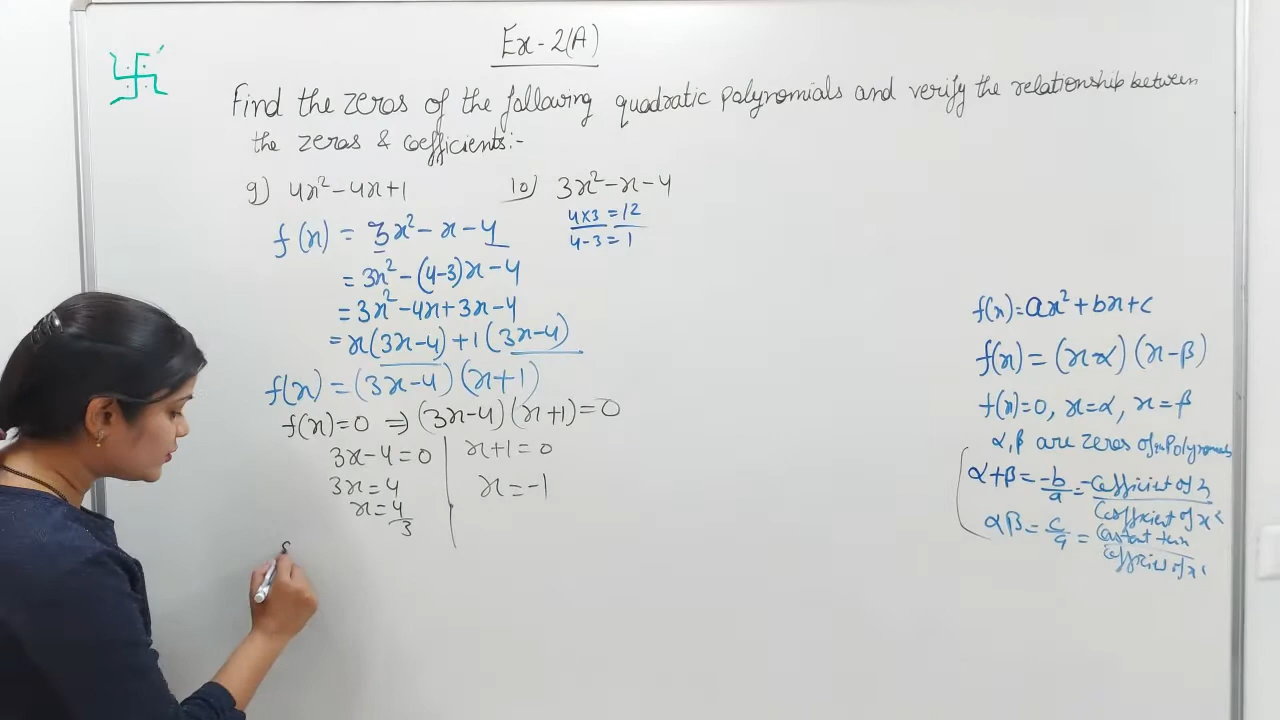 Ex-2(A)
Find the zeros of the following quadratic polynomials and verify the relationship between
the zeros & coefficients:-
9) 4x²-4x+1
10) 3x²-x-4
4×3=12
4-3=1
f(x) = 3x²-x-4
= 3x²-(4-3)x-4
= 3x²-4x+3x-4
= x(3x-4)+1(3x-4)
f(x) = (3x-4)(x+1)
f(x)=0 ⇒ (3x-4)(x+1)=0
3x-4=0
3x=4
x=4/3
x+1=0
x=-1
f(x)=ax²+bx+c
f(x)=(x-α)(x-β)
f(x)=0, x=α, x=β
α,β are zeros of Polynomials
α+β=-b/a=-coefficient of x/coefficient of x²
αβ=c/a=constant term/coefficient of x²